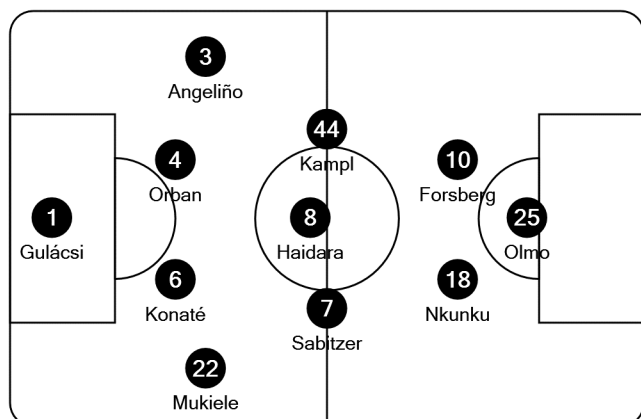 3
Angeliño
44
Kampl
4
Orban
10
Forsberg
1
Gulácsi
8
Haidara
25
Olmo
6
Konaté
18
Nkunku
7
Sabitzer
22
Mukiele